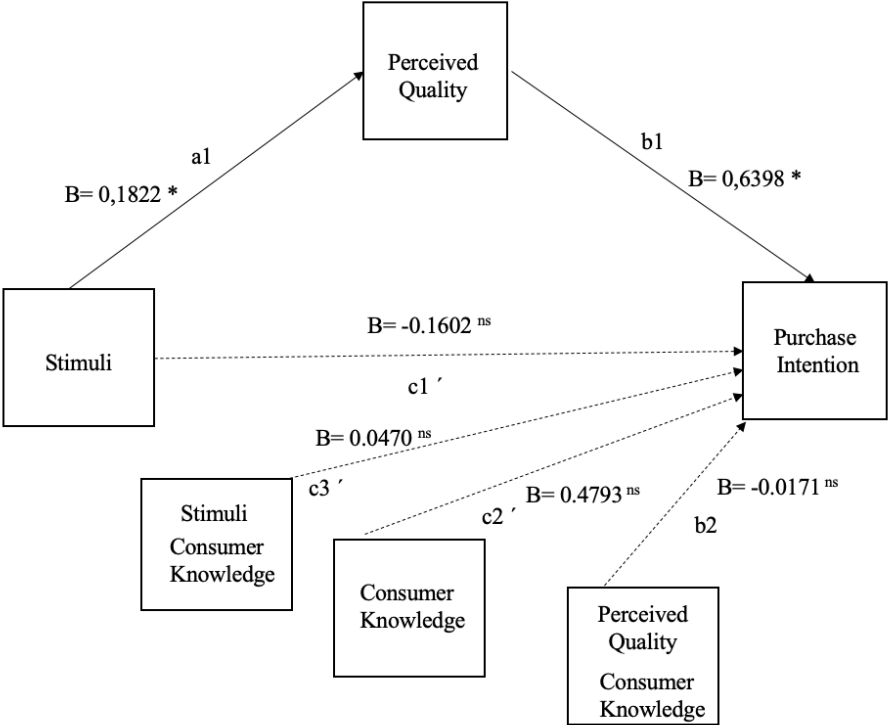 Perceived
Quality
a1
b1
B= 0,1822 *
B= 0,6398 *
Stimuli
B= -0.1602 ns
c1 ´
Purchase
Intention
B= 0.0470 ns
c3 ´
Stimuli
Consumer
Knowledge
B= 0.4793 ns
c2 ´
Consumer
Knowledge
B= -0.0171 ns
b2
Perceived
Quality
Consumer
Knowledge